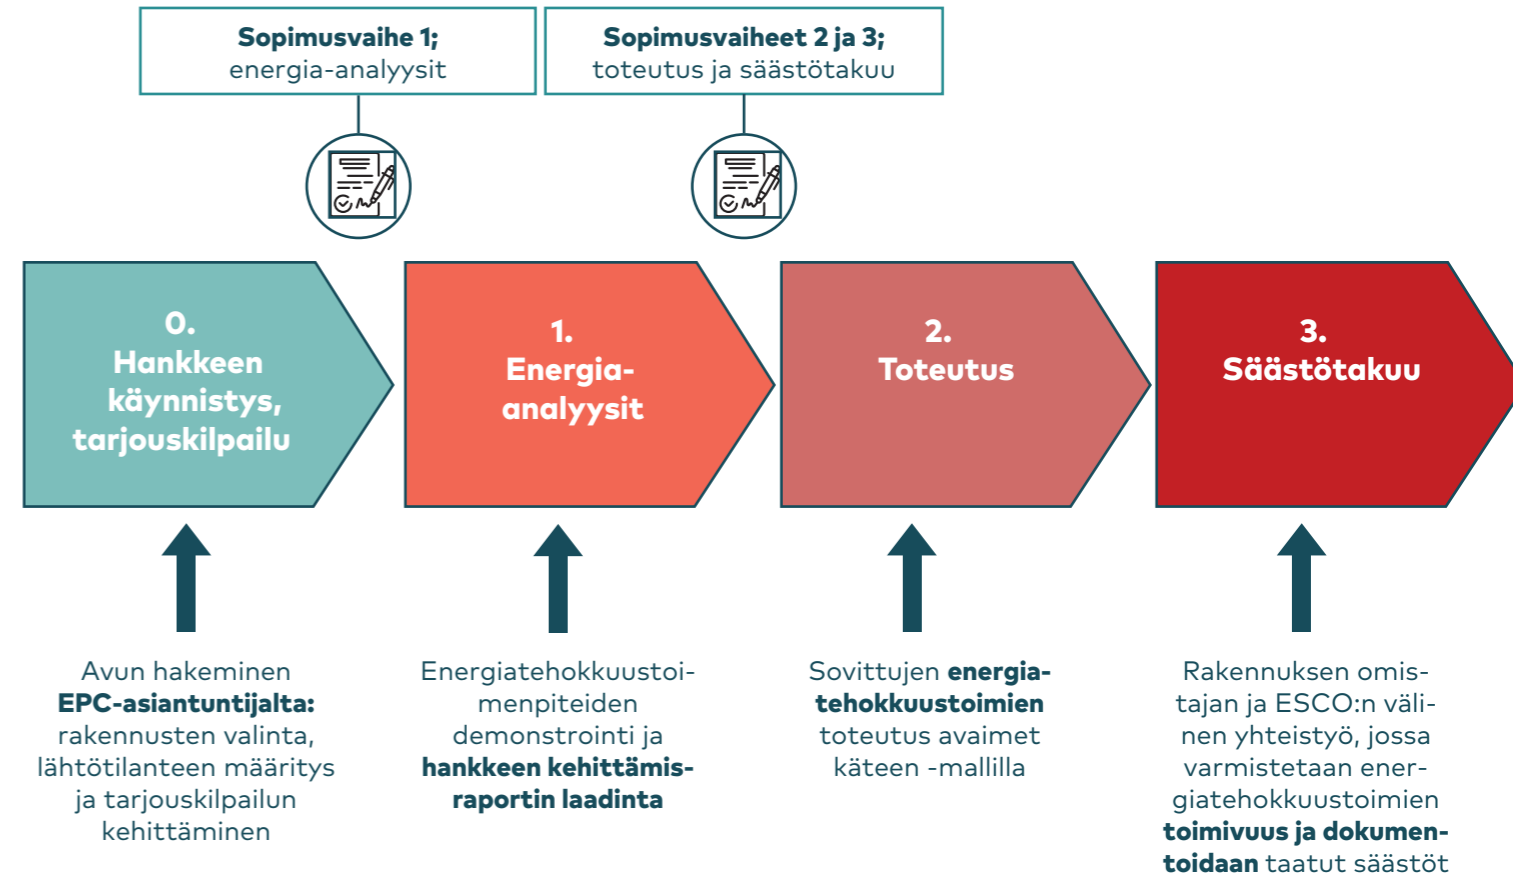 Sopimusvaihe 1;
energia-analyysit
Sopimusvaiheet 2 ja 3;
toteutus ja säästötakuu
0.
Hankkeen
käynnistys,
tarjouskilpailu
1.
Energia-
analyysit
2.
Toteutus
3.
Säästötakuu
Avun hakeminen
EPC-asiantuntijalta:
rakennusten valinta,
lähtötilanteen määritys
ja tarjouskilpailun
kehittäminen
Energiatehokkuustoi-
menpiteiden
demonstrointi ja
hankkeen kehittämis-
raportin laadinta
Sovittujen energia-
tehokkuustoimien
toteutus avaimet
käteen -mallilla
Rakennuksen omis-
tajan ja ESCO:n väli-
nen yhteistyö, jossa
varmistetaan ener-
giatehokkuustoimien
toimivuus ja dokumen-
toidaan taatut säästöt